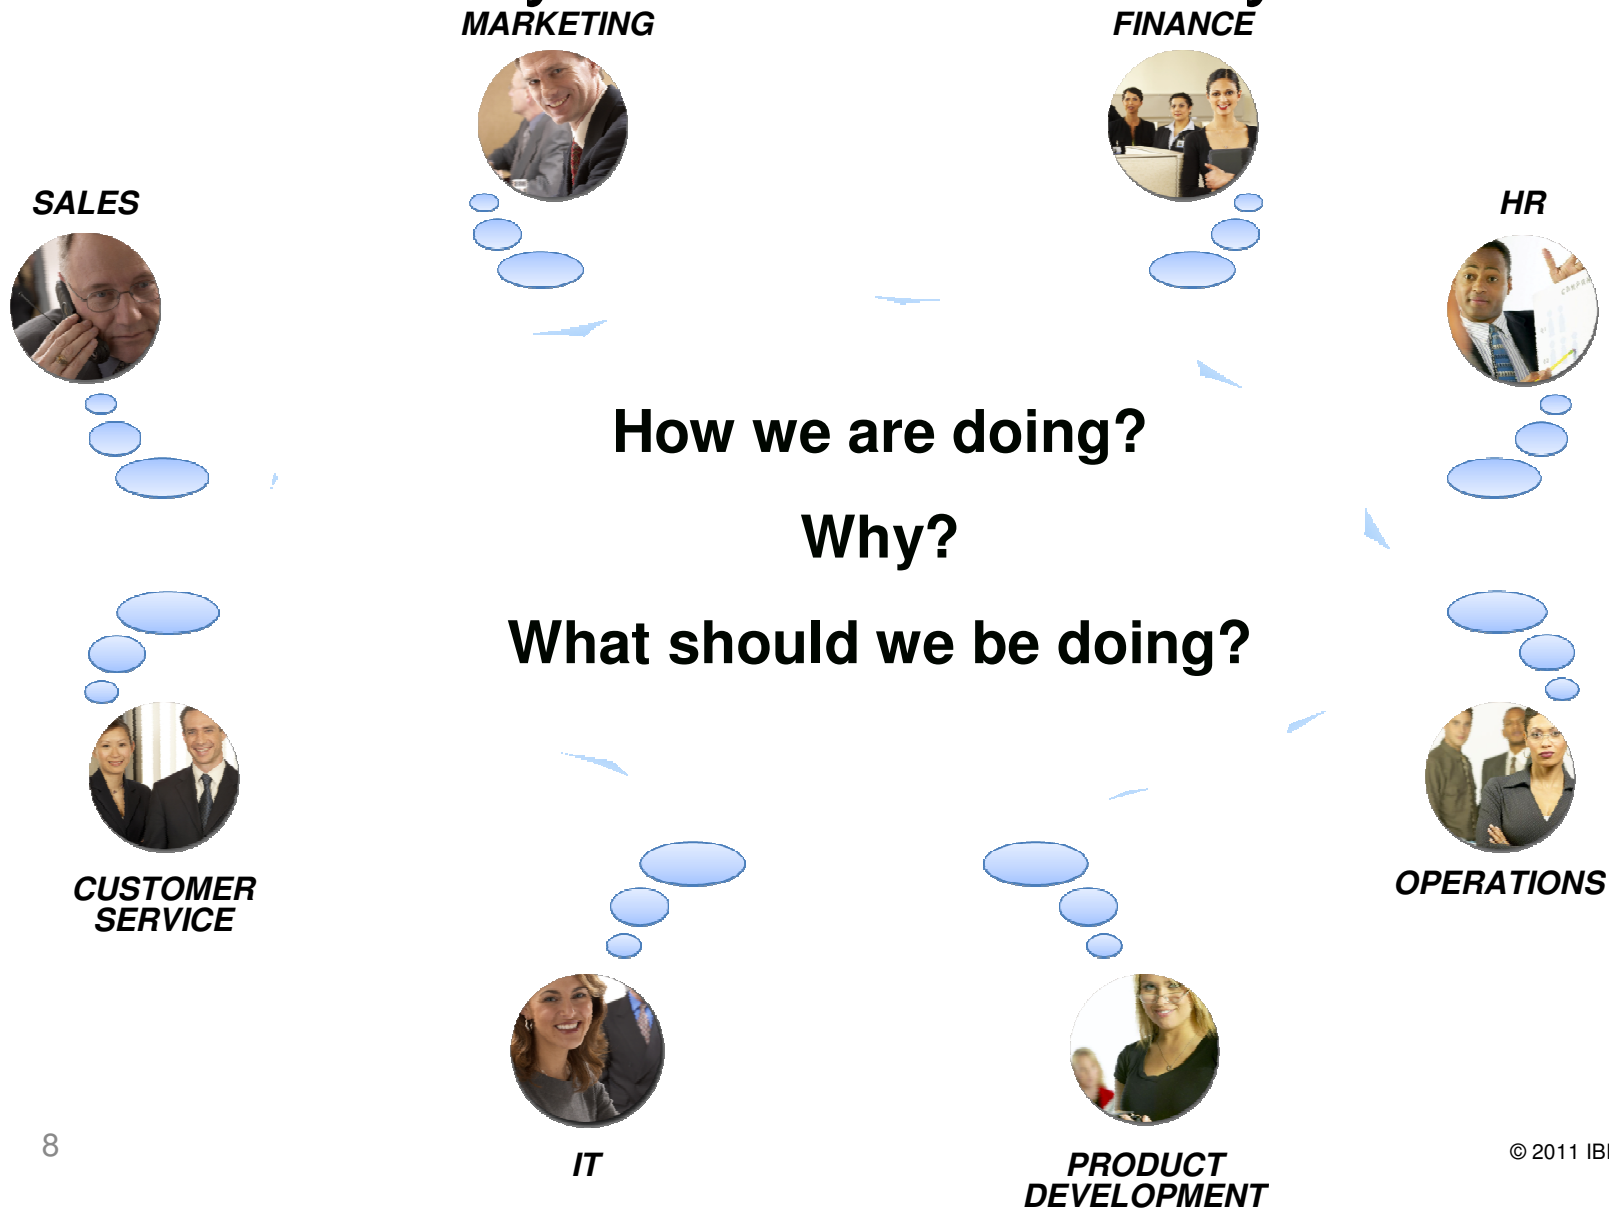 MARKETING
FINANCE
SALES
HR
How we are doing?
Why?
What should we be doing?
CUSTOMER
SERVICE
OPERATIONS
IT
PRODUCT
DEVELOPMENT
8
© 2011